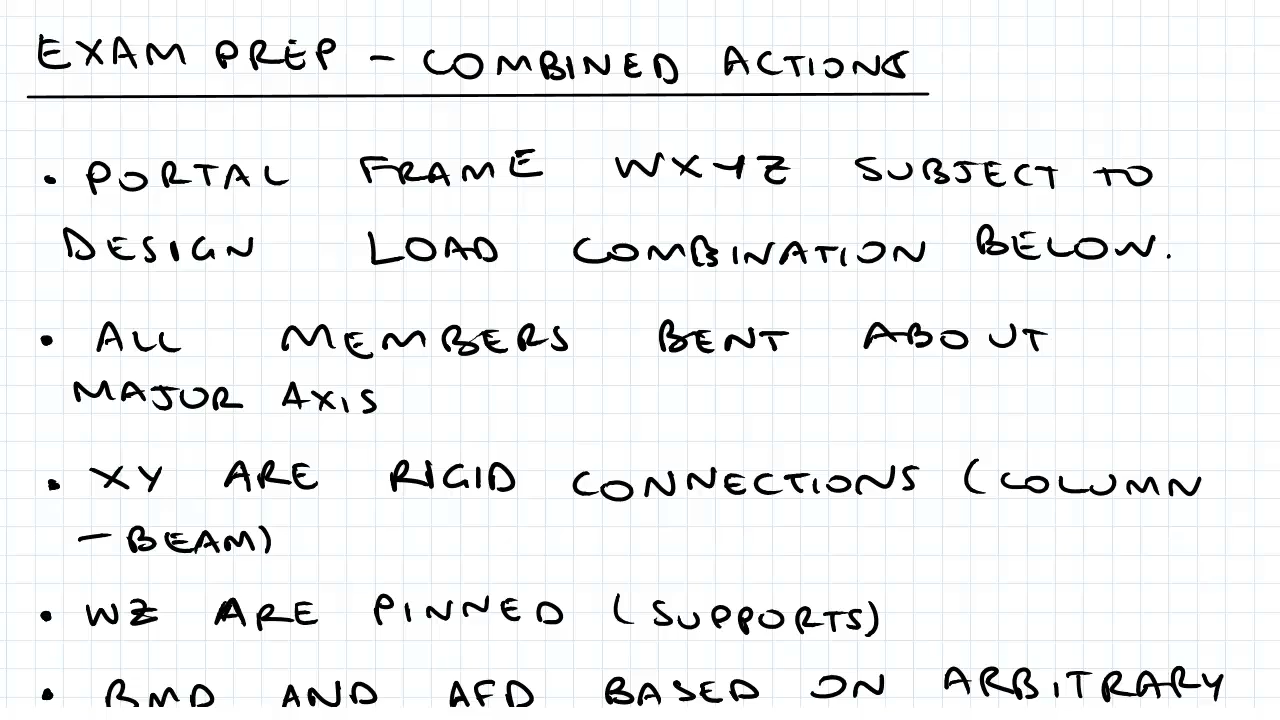 EXAM PREP - COMBINED ACTIONS
• PORTAL FRAME WXYZ SUBJECT TO
DESIGN LOAD COMBINATION BELOW.
• ALL MEMBERS BENT ABOUT
MAJOR AXIS
• XY ARE RIGID CONNECTIONS (COLUMN
- BEAM)
• WZ ARE PINNED (SUPPORTS)
• BMD AND AFD BASED ON ARBITRARY